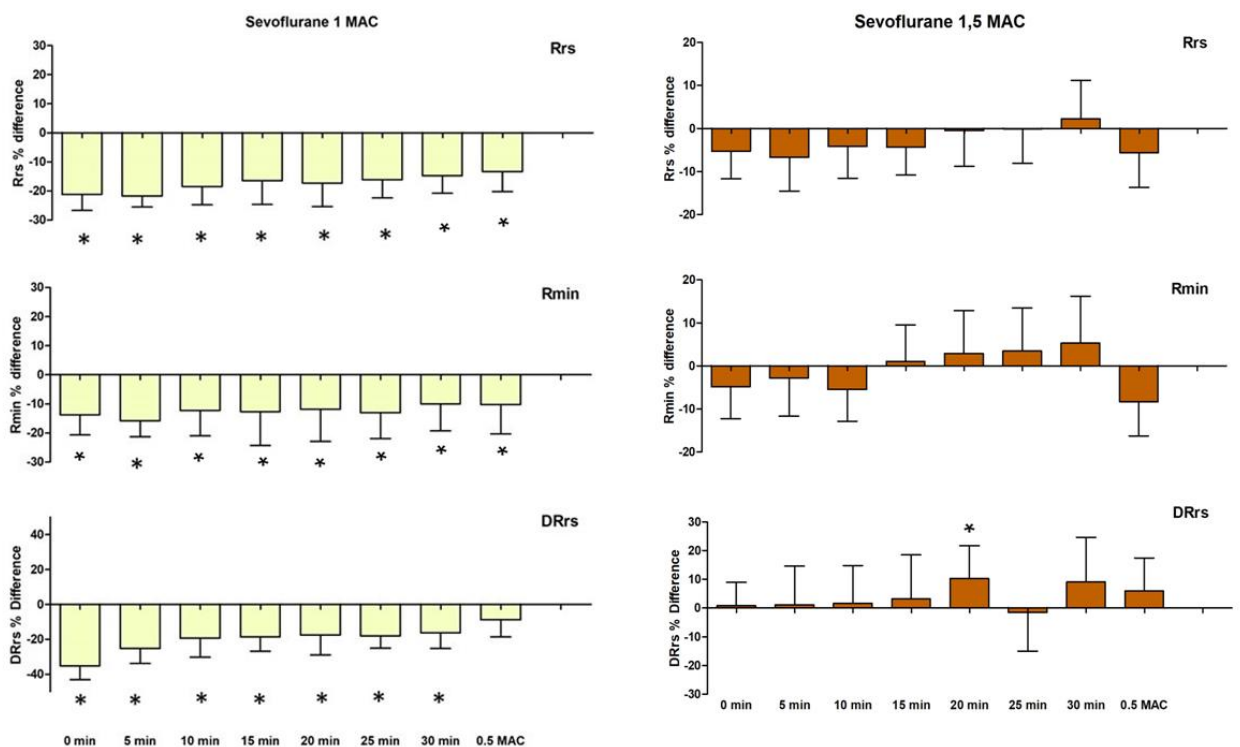 Sevoflurane 1 MAC
Rrs
Rrs % difference
30
20
10
0
-10
-20
-30
* * * * * * * *
Rmin
Rmin % difference
30
20
10
0
-10
-20
-30
* * * * * * * *
DRrs
DRrs % Difference
40
20
0
-20
-40
* * * * * * *
0 min 5 min 10 min 15 min 20 min 25 min 30 min 0.5 MAC
Sevoflurane 1,5 MAC
Rrs
Rrs % difference
20
10
0
-10
-20
Rmin
Rmin % difference
20
10
0
-10
-20
DRrs
DRrs % Difference
30
20
10
0
-10
-20
-30
*
0 min 5 min 10 min 15 min 20 min 25 min 30 min 0.5 MAC